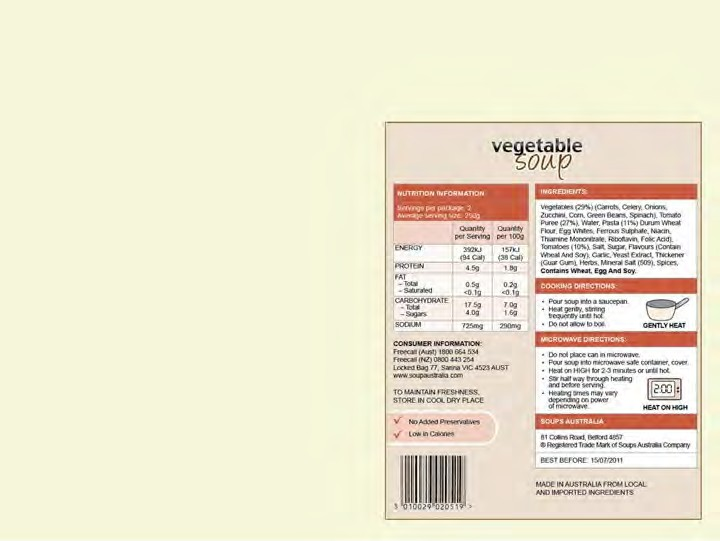 vegetable
soup
NUTRITION INFORMATION:
Servings per package: 2
Average serving size: 250g
Quantity per Serving Quantity per 100g
ENERGY 392kJ 157kJ
(94 Cal) (38 Cal)
PROTEIN 4.5g 1.8g
FAT
– Total 0.5g 0.2g
– Saturated <0.1g <0.1g
CARBOHYDRATE
– Total 17.5g 7.0g
– Sugars 4.0g 1.6g
SODIUM 725mg 290mg
CONSUMER INFORMATION:
Freecall (Aust) 1800 664 534
Freecall (NZ) 0800 443 254
Locked Bag 77, Sarina VIC 4523 AUST
www.soupaustralia.com
TO MAINTAIN FRESHNESS,
STORE IN COOL DRY PLACE
No Added Preservatives
Low in Calories
5 010029 020519 >
INGREDIENTS:
Vegetables (29%) (Carrots, Celery, Onions,
Zucchini, Corn, Green Beans, Spinach), Tomato
Puree (27%), Water, Pasta (11%) Durum Wheat
Flour, Egg Whites, Ferrous Sulphate, Niacin,
Thiamine Mononitrate, Riboflavin, Folic Acid),
Tomatoes (10%), Salt, Sugar, Flavours (Contain
Wheat And Soy), Garlic, Yeast Extract, Thickener
(Guar Gum), Herbs, Mineral Salt (509), Spices,
Contains Wheat, Egg And Soy.
COOKING DIRECTIONS:
• Pour soup into a saucepan.
• Heat gently, stirring
frequently until hot.
• Do not allow to boil.
GENTLY HEAT
MICROWAVE DIRECTIONS:
• Do not place can in microwave.
• Pour soup into microwave safe container, cover.
• Heat on HIGH for 2-3 minutes or until hot.
• Stir half way through heating
and before serving.
• Heating times may vary
depending on power
of microwave.
2:00
HEAT ON HIGH
SOUPS AUSTRALIA
81 Collins Road, Belford 4857
® Registered Trade Mark of Soups Australia Company
BEST BEFORE: 15/07/2011
MADE IN AUSTRALIA FROM LOCAL
AND IMPORTED INGREDIENTS